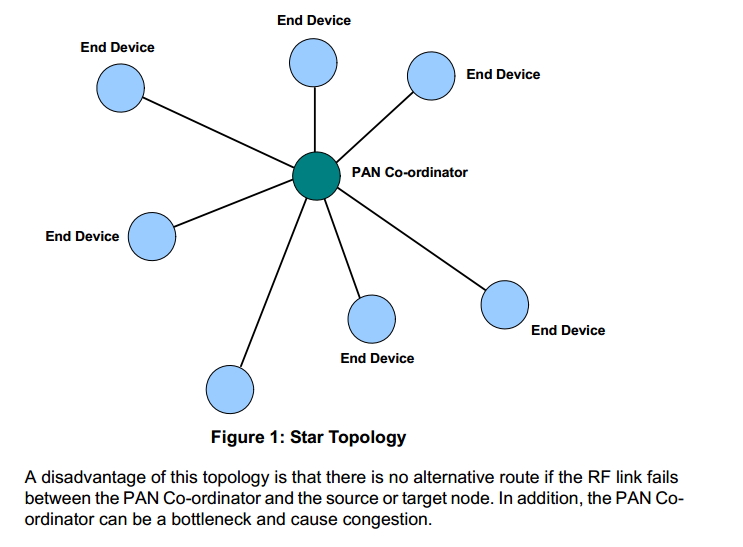 End Device
End Device
End Device
PAN Co-ordinator
End Device
End Device
End Device
Figure 1: Star Topology
A disadvantage of this topology is that there is no alternative route if the RF link fails
between the PAN Co-ordinator and the source or target node. In addition, the PAN Co-
ordinator can be a bottleneck and cause congestion.